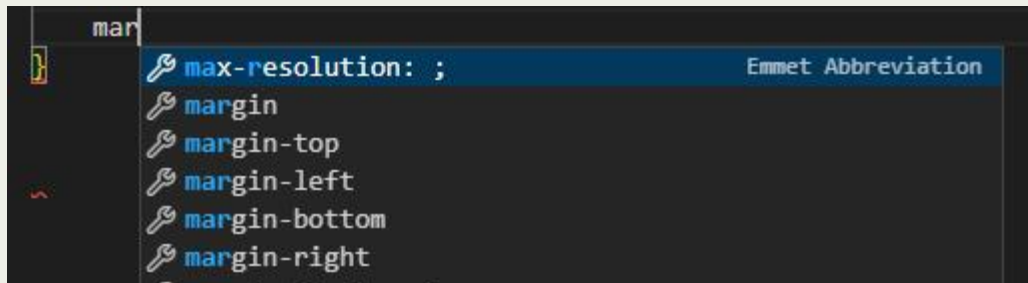 mar
} max-resolution: ; Emmet Abbreviation
margin
margin-top
margin-left
margin-bottom
margin-right